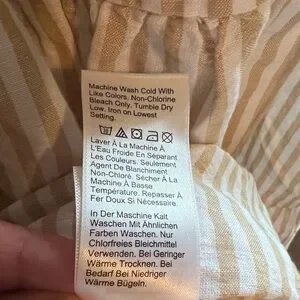 Machine Wash Cold With
Like Colors. Non-Chlorine
Bleach Only. Tumble Dry
Low. Iron on Lowest
Setting.
Laver À La Machine À
L'Eau Froide En Séparant
Les Couleurs. Seulement
Agent De Blanchiment
Non-Chloré. Sécher À La
Machine À Basse
Température. Repasser À
Fer Doux Si Nécessaire.
In Der Maschine Kalt
Waschen Mit Ähnlichen
Farben Waschen. Nur
Chlorfreies Bleichmittel
Verwenden. Bei Geringer
Wärme Trocknen. Bei
Bedarf Bei Niedriger
Wärme Bügeln.